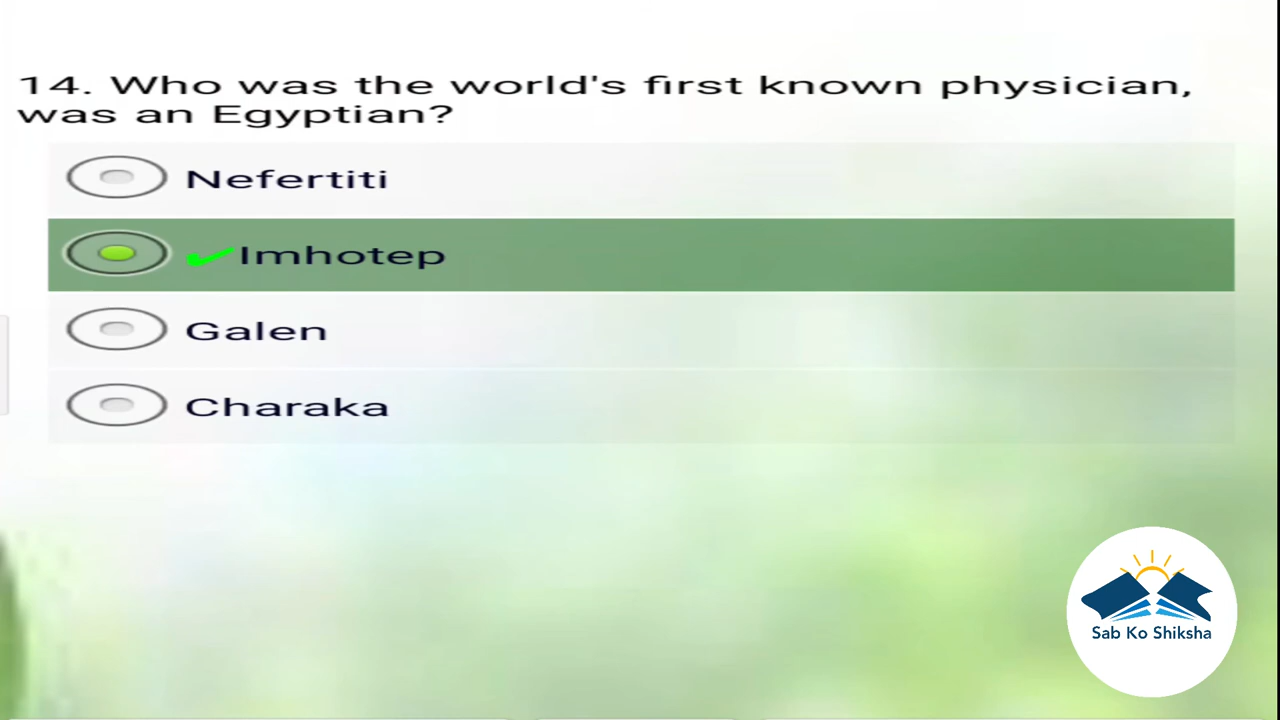 14. Who was the world's first known physician,
was an Egyptian?
Nefertiti
Imhotep
Galen
Charaka
Sab Ko Shiksha